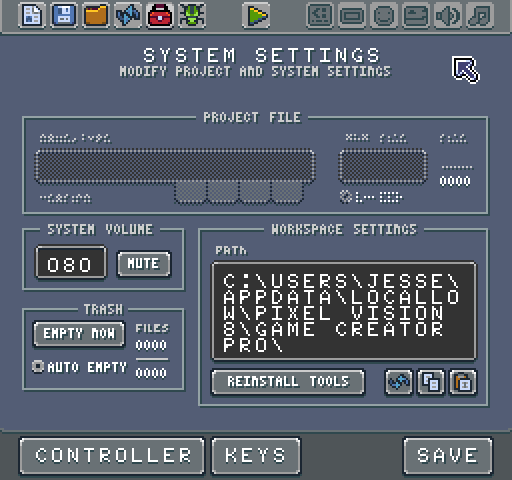 SYSTEM SETTINGS
MODIFY PROJECT AND SYSTEM SETTINGS
PROJECT FILE
0000
SYSTEM VOLUME
080
MUTE
WORKSPACE SETTINGS
PATH
C:\USERS\JESSE\
APPDATA\LOCALLO
W\PIXEL VISION
8\GAME CREATOR
PRO\
TRASH
EMPTY NOW
FILES
0000
AUTO EMPTY
0000
REINSTALL TOOLS
CONTROLLER
KEYS
SAVE